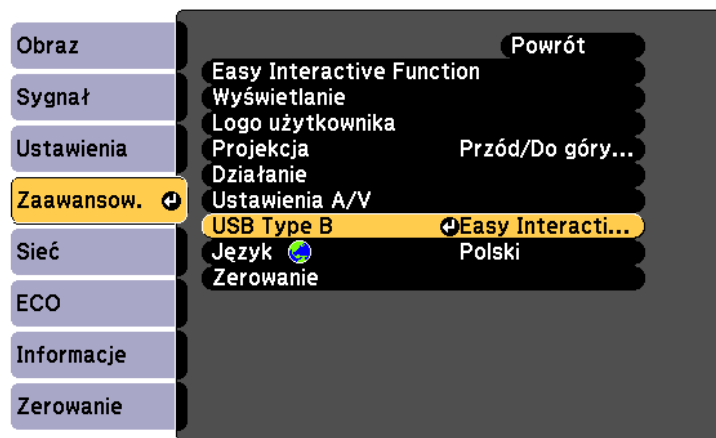 Obraz
Sygnał
Ustawienia
Zaawansow.
Sieć
ECO
Informacje
Zerowanie
Powrót
Easy Interactive Function
Wyświetlanie
Logo użytkownika
Projekcja Przód/Do góry...
Działanie
Ustawienia A/V
USB Type B Easy Interacti...
Język Polski
Zerowanie